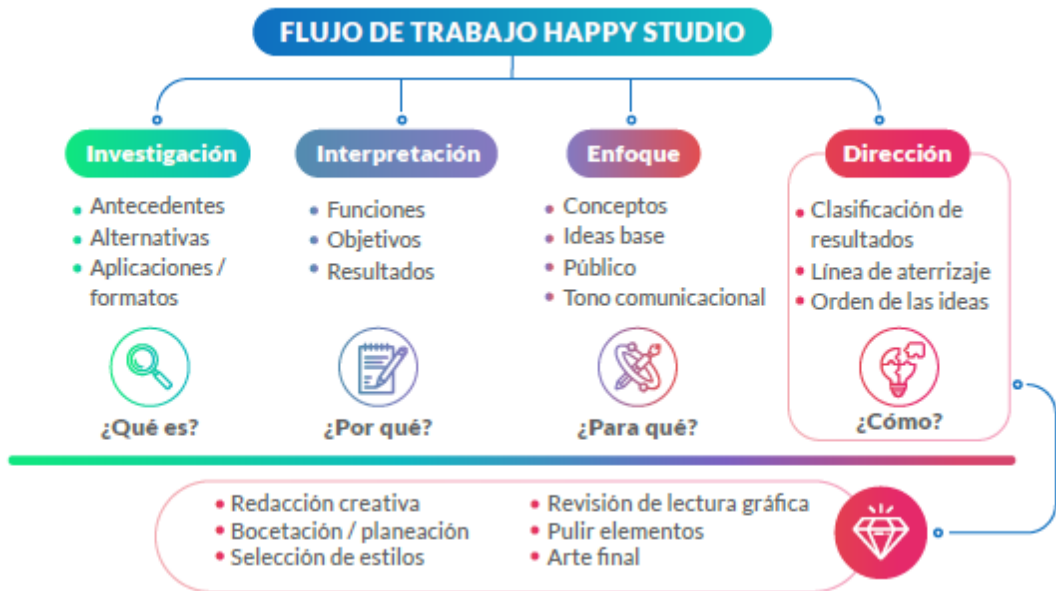 FLUJO DE TRABAJO HAPPY STUDIO
Investigación
• Antecedentes
• Alternativas
• Aplicaciones /
formatos
¿Qué es?
Interpretación
• Funciones
• Objetivos
• Resultados
¿Por qué?
Enfoque
• Conceptos
• Ideas base
• Público
• Tono comunicacional
¿Para qué?
Dirección
• Clasificación de
resultados
• Línea de aterrizaje
• Orden de las ideas
¿Cómo?
• Redacción creativa
• Bocetación / planeación
• Selección de estilos
• Revisión de lectura gráfica
• Pulir elementos
• Arte final